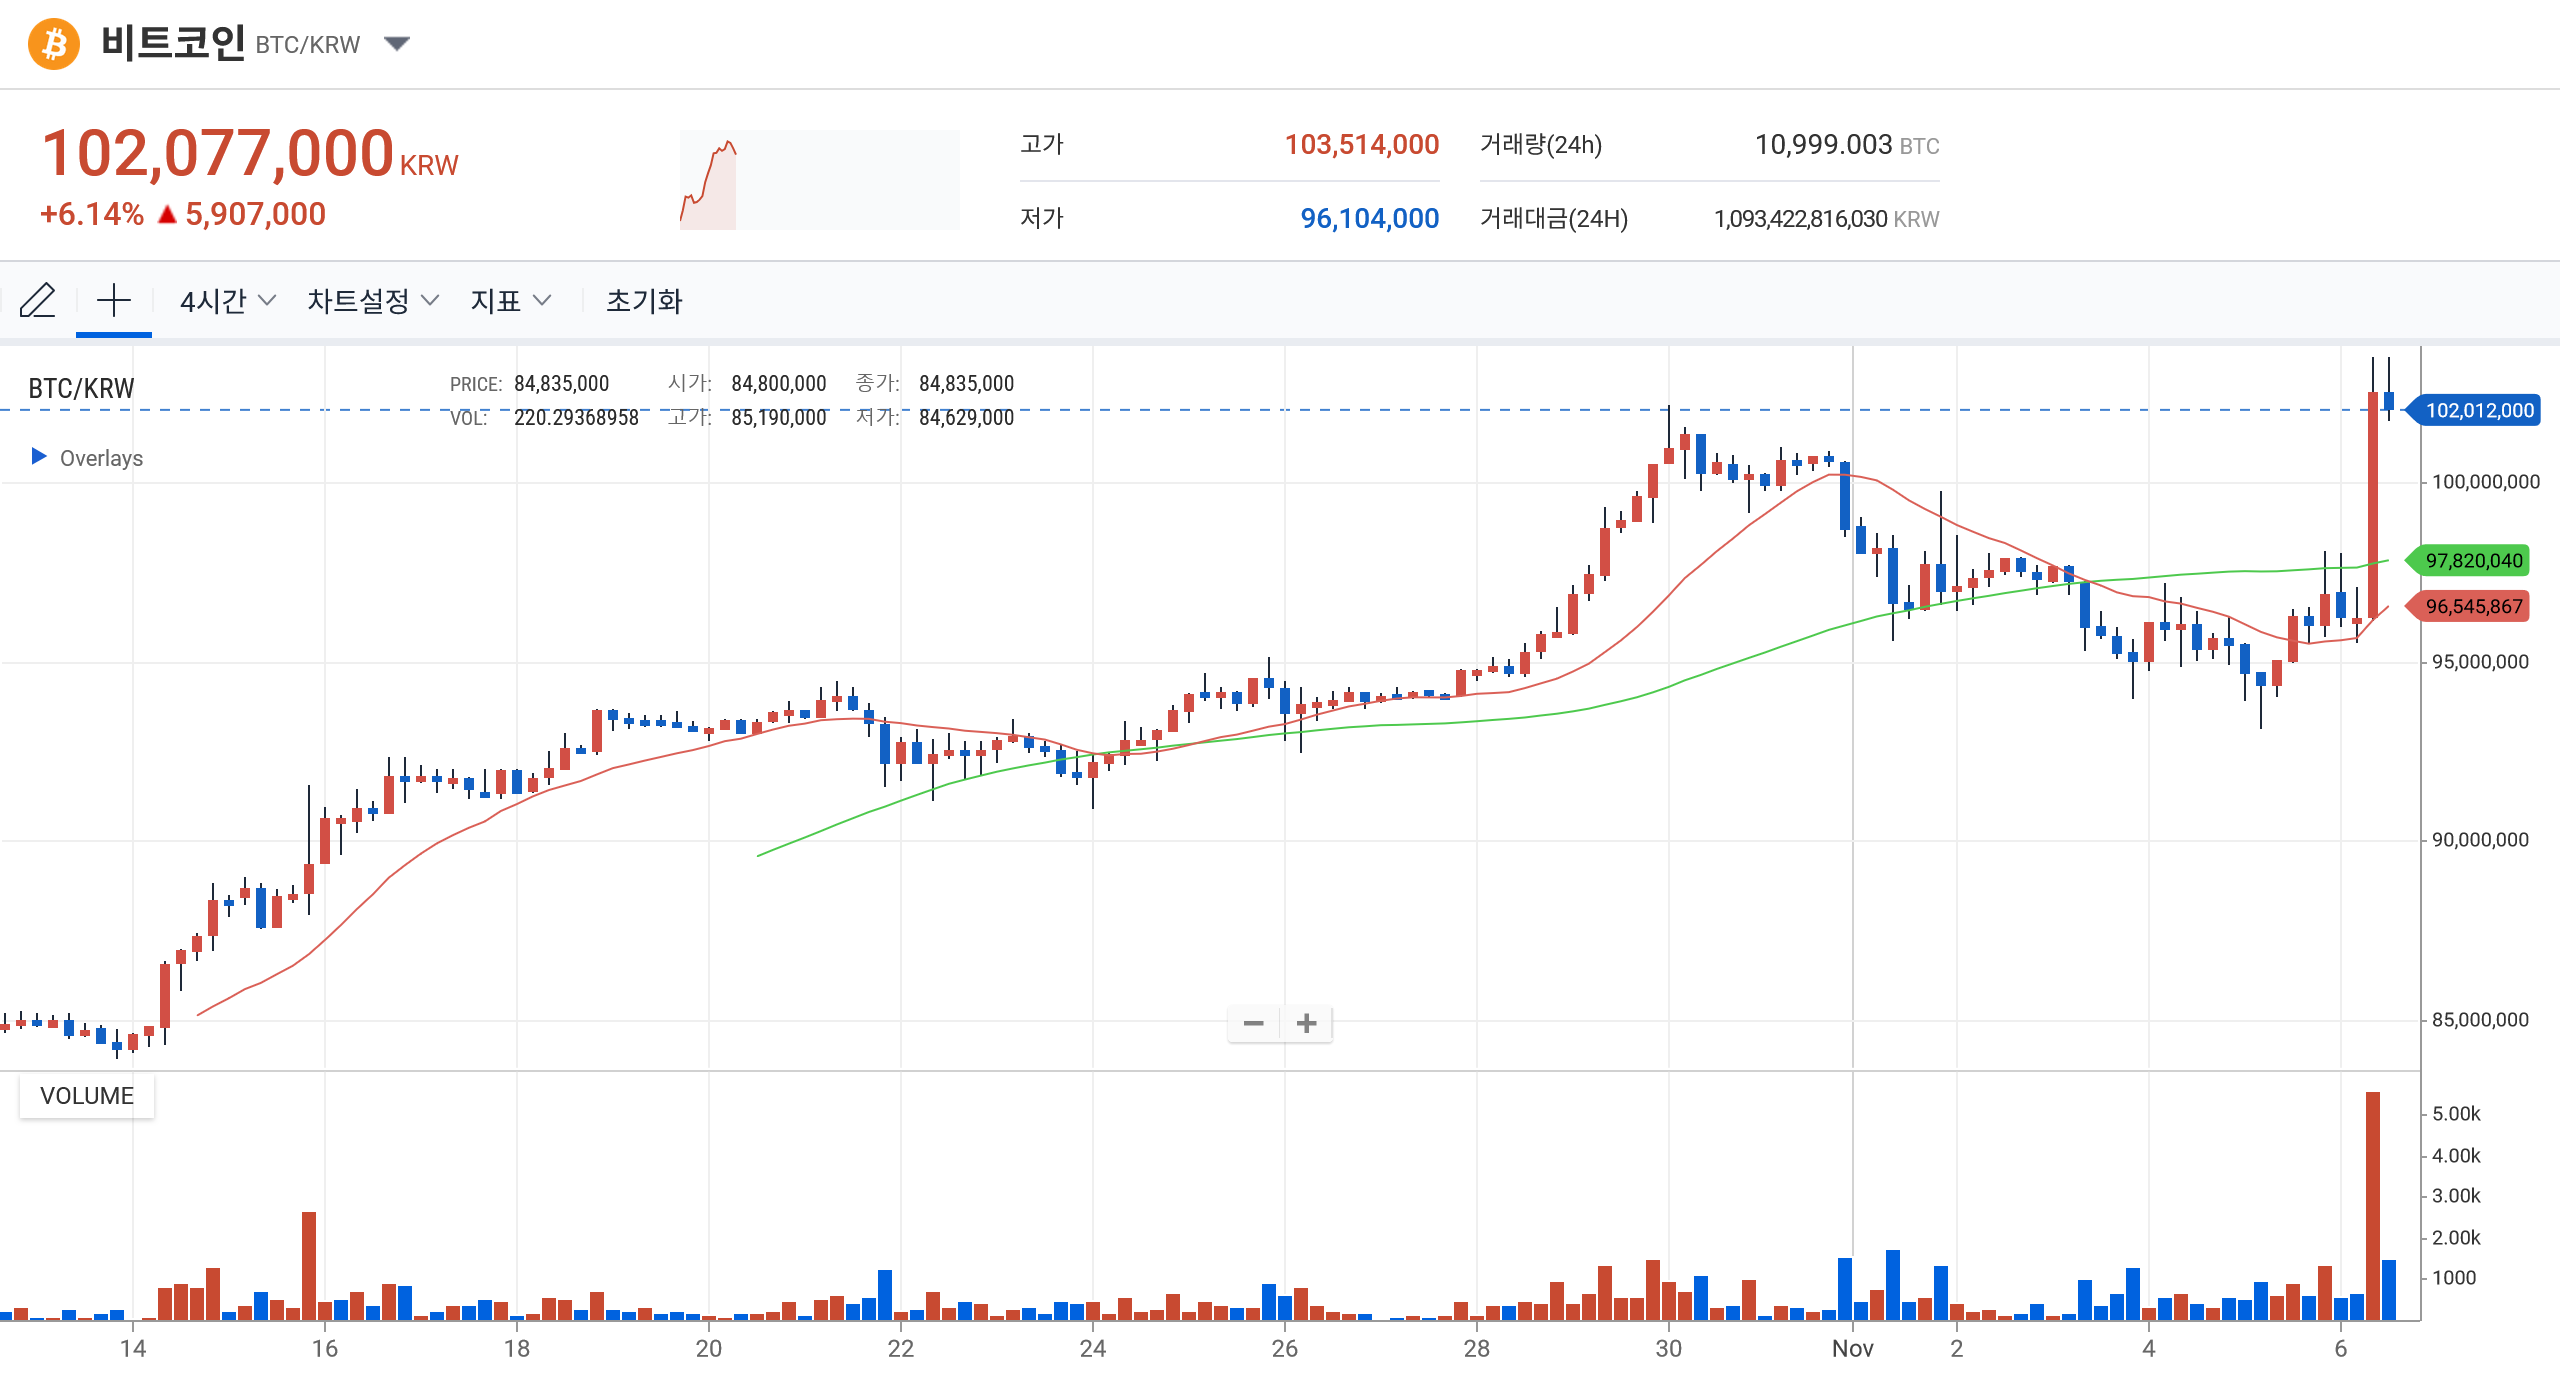 비트코인 BTC/KRW
102,077,000 KRW
+6.14% ▲ 5,907,000
고가 103,514,000
저가 96,104,000
거래량(24h) 10,999.003 BTC
거래대금(24H) 1,093,422,816,030 KRW
4시간 차트설정 지표 초기화
BTC/KRW
PRICE: 84,835,000 시가: 84,800,000 종가: 84,835,000
VOL: 220.29368958 고가: 85,190,000 저가: 84,629,000
Overlays
102,012,000
100,000,000
97,820,040
96,545,867
95,000,000
90,000,000
85,000,000
VOLUME
5.00k
4.00k
3.00k
2.00k
1000
14 16 18 20 22 24 26 28 30 Nov 2 4 6